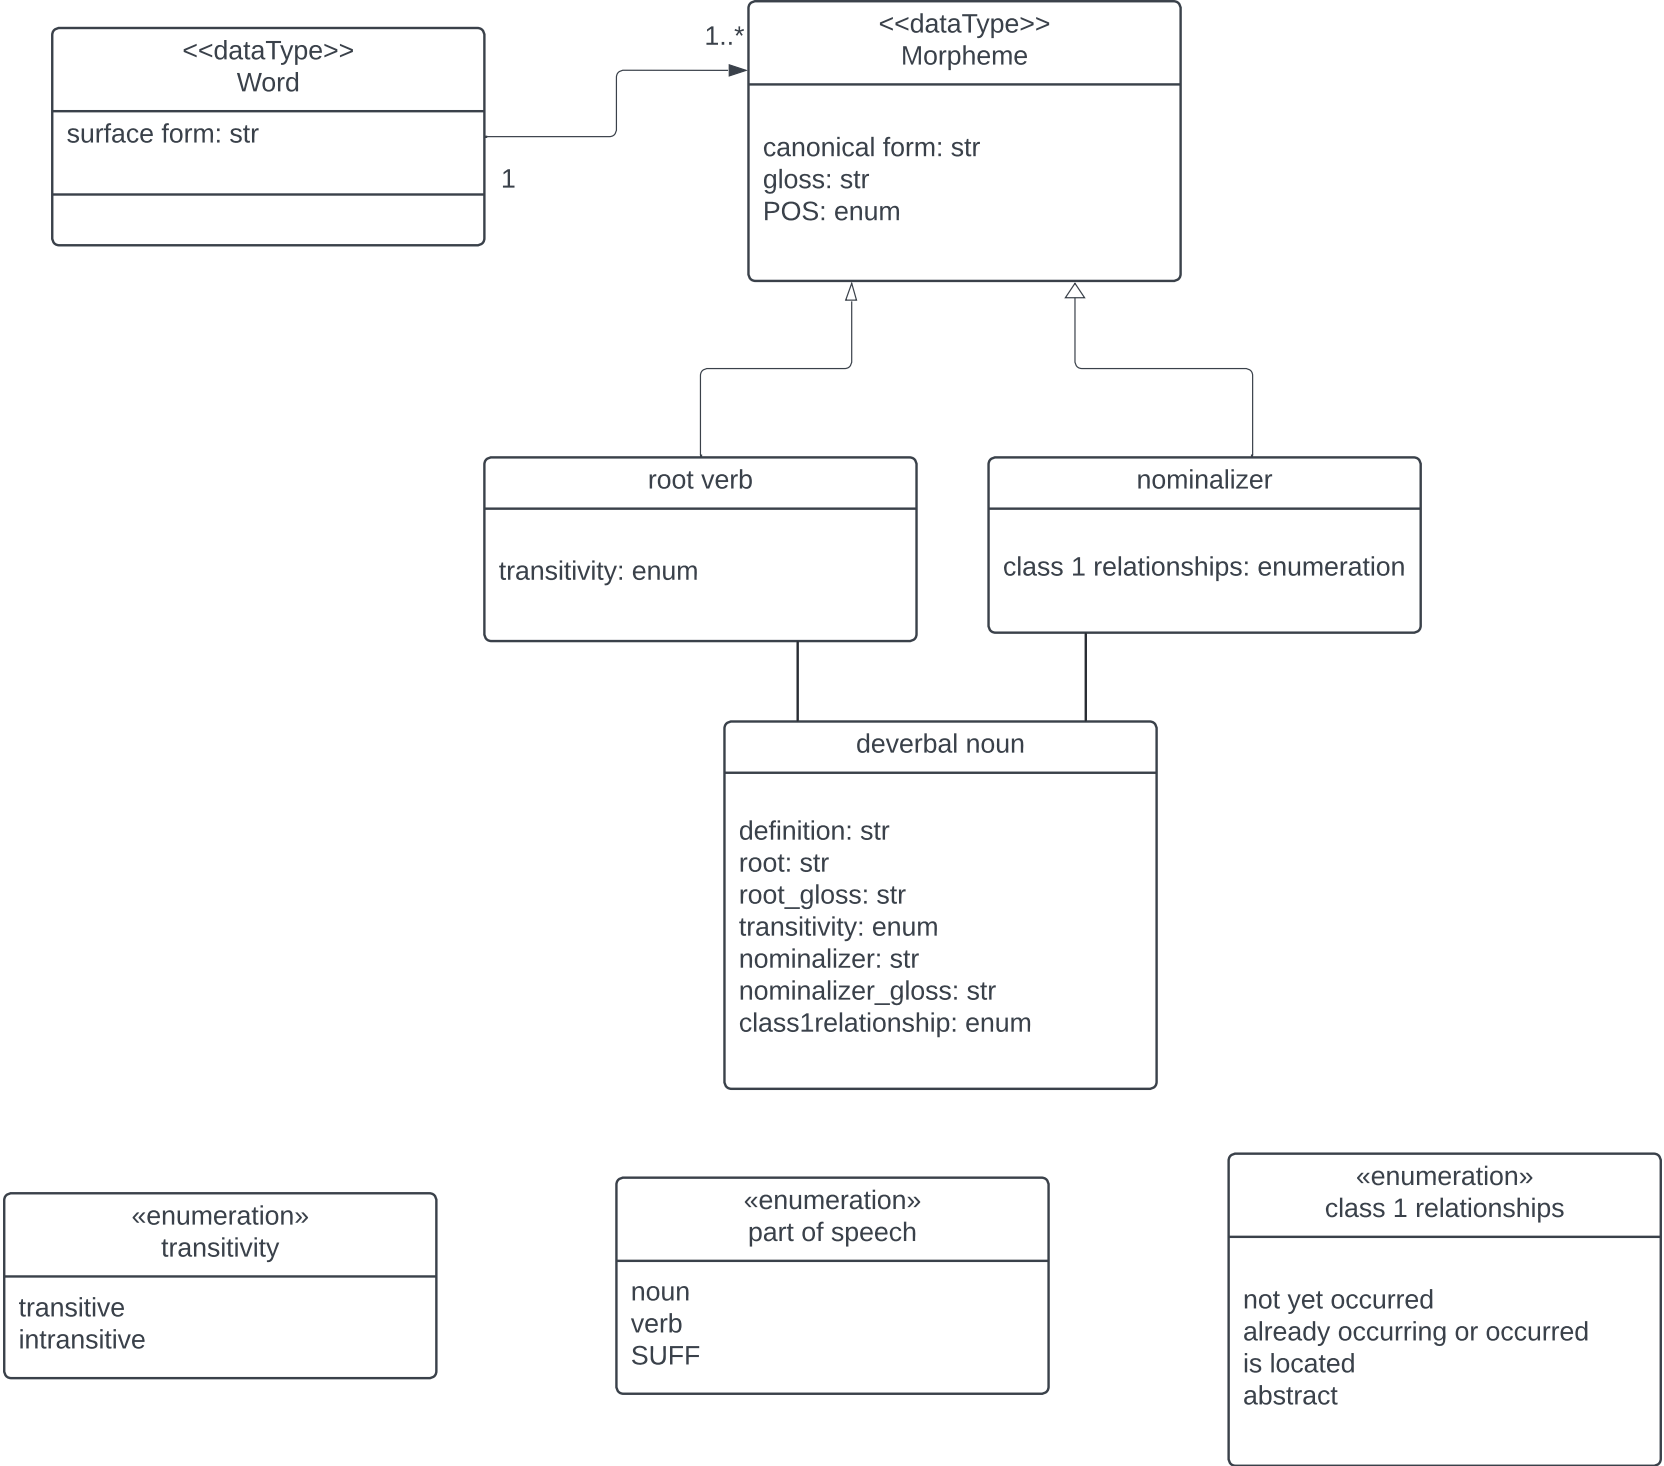 <<dataType>>
Word
surface form: str
1
1..*
<<dataType>>
Morpheme
canonical form: str
gloss: str
POS: enum
root verb
transitivity: enum
nominalizer
class 1 relationships: enumeration
deverbal noun
definition: str
root: str
root_gloss: str
transitivity: enum
nominalizer: str
nominalizer_gloss: str
class1relationship: enum
«enumeration»
transitivity
transitive
intransitive
«enumeration»
part of speech
noun
verb
SUFF
«enumeration»
class 1 relationships
not yet occurred
already occurring or occurred
is located
abstract